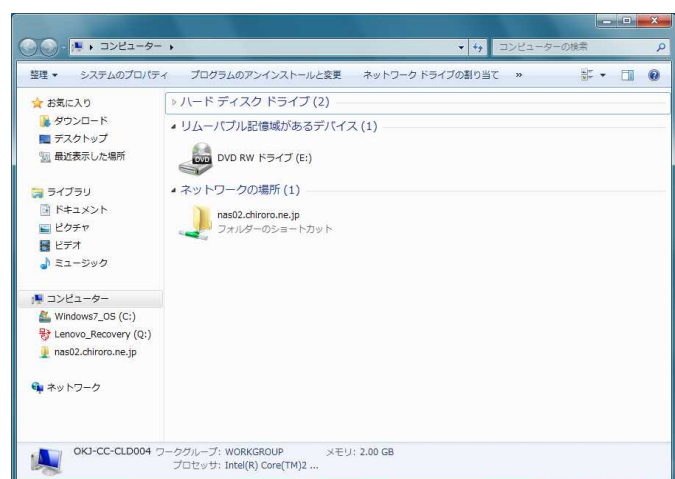 コンピューター
コンピューターの検索
整理 システムのプロパティ プログラムのアンインストールと変更 ネットワーク ドライブの割り当て »
お気に入り
ダウンロード
デスクトップ
最近表示した場所
ライブラリ
ドキュメント
ピクチャ
ビデオ
ミュージック
コンピューター
Windows7_OS (C:)
Lenovo_Recovery (Q:)
nas02.chiroro.ne.jp
ネットワーク
ハード ディスク ドライブ (2)
リムーバブル記憶域があるデバイス (1)
DVD
DVD RW ドライブ (E:)
ネットワークの場所 (1)
nas02.chiroro.ne.jp
フォルダーのショートカット
OKJ-CC-CLD004 ワークグループ: WORKGROUP メモリ: 2.00 GB
プロセッサ: Intel(R) Core(TM)2 ...